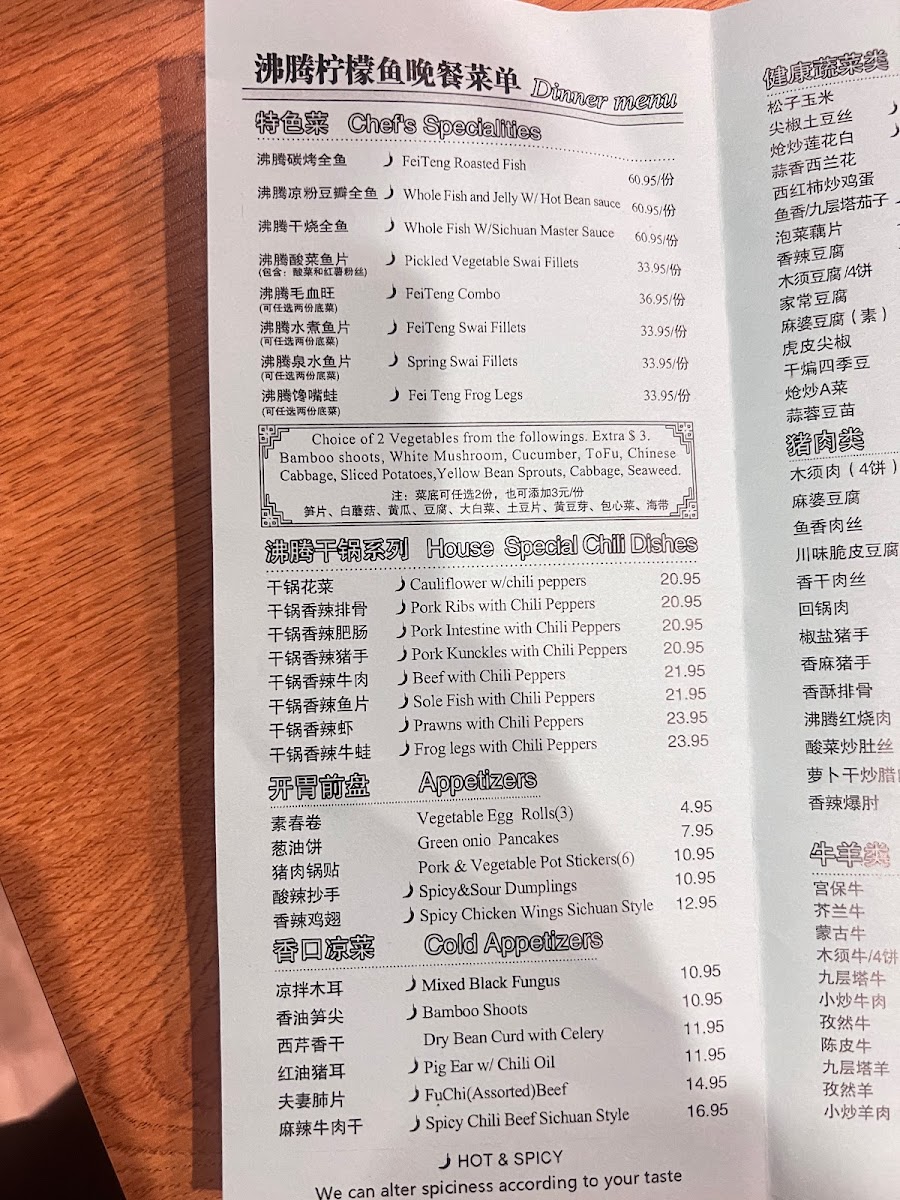 沸腾柠檬鱼晚餐菜单 Dinner menu
特色菜 Chef's Specialities
沸腾碳烤全鱼 FeiTeng Roasted Fish 60.95/份
沸腾凉粉豆瓣全鱼 Whole Fish and Jelly W/ Hot Bean sauce 60.95/份
沸腾干烧全鱼 Whole Fish W/Sichuan Master Sauce 60.95/份
沸腾酸菜鱼片 Pickled Vegetable Swai Fillets 33.95/份
(包含：酸菜和红薯粉丝)
沸腾毛血旺 FeiTeng Combo 36.95/份
(可任选两份底菜)
沸腾水煮鱼片 FeiTeng Swai Fillets 33.95/份
(可任选两份底菜)
沸腾泉水鱼片 Spring Swai Fillets 33.95/份
(可任选两份底菜)
沸腾馋嘴蛙 Fei Teng Frog Legs 33.95/份
(可任选两份底菜)
Choice of 2 Vegetables from the followings. Extra $ 3.
Bamboo shoots, White Mushroom, Cucumber, ToFu, Chinese
Cabbage, Sliced Potatoes,Yellow Bean Sprouts, Cabbage, Seaweed.
注：菜底可任选2份，也可添加3元/份
笋片、白蘑菇、黄瓜、豆腐、大白菜、土豆片、黄豆芽、包心菜、海带
沸腾干锅系列 House Special Chili Dishes
干锅花菜 Cauliflower w/chili peppers 20.95
干锅香辣排骨 Pork Ribs with Chili Peppers 20.95
干锅香辣肥肠 Pork Intestine with Chili Peppers 20.95
干锅香辣猪手 Pork Kunckles with Chili Peppers 20.95
干锅香辣牛肉 Beef with Chili Peppers 21.95
干锅香辣鱼片 Sole Fish with Chili Peppers 21.95
干锅香辣虾 Prawns with Chili Peppers 23.95
干锅香辣牛蛙 Frog legs with Chili Peppers 23.95
开胃前盘 Appetizers
素春卷 Vegetable Egg Rolls(3) 4.95
葱油饼 Green onio Pancakes 7.95
猪肉锅贴 Pork & Vegetable Pot Stickers(6) 10.95
酸辣抄手 Spicy&Sour Dumplings 10.95
香辣鸡翅 Spicy Chicken Wings Sichuan Style 12.95
香口凉菜 Cold Appetizers
凉拌木耳 Mixed Black Fungus 10.95
香油笋尖 Bamboo Shoots 10.95
西芹香干 Dry Bean Curd with Celery 11.95
红油猪耳 Pig Ear w/ Chili Oil 11.95
夫妻肺片 FuChi(Assorted)Beef 14.95
麻辣牛肉干 Spicy Chili Beef Sichuan Style 16.95
HOT & SPICY
We can alter spiciness according to your taste
健康蔬菜类
松子玉米
尖椒土豆丝
炝炒莲花白
蒜香西兰花
西红柿炒鸡蛋
鱼香/九层塔茄子
泡菜藕片
香辣豆腐
木须豆腐/4饼
家常豆腐
麻婆豆腐（素）
虎皮尖椒
干煸四季豆
炝炒A菜
蒜蓉豆苗
猪肉类
木须肉（4饼）
麻婆豆腐
鱼香肉丝
川味脆皮豆腐
香干肉丝
回锅肉
椒盐猪手
香麻猪手
香酥排骨
沸腾红烧肉
酸菜炒肚丝
萝卜干炒腊
香辣爆肘
牛羊类
宫保牛
芥兰牛
蒙古牛
木须牛/4饼
九层塔牛
小炒牛肉
孜然牛
陈皮牛
九层塔羊
孜然羊
小炒羊肉